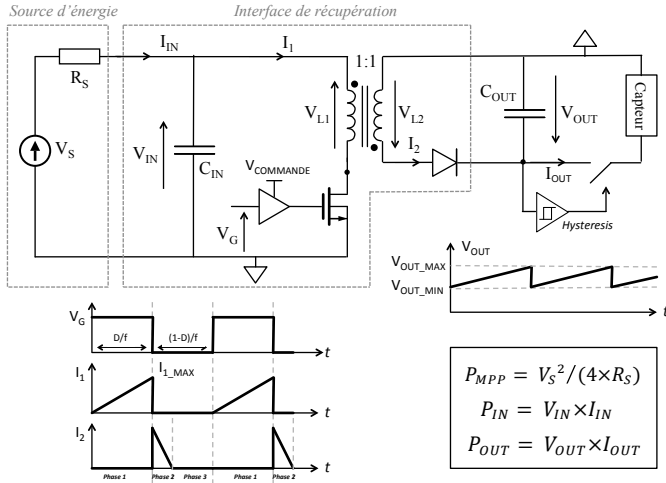 Source d'énergie
Interface de récupération
I_IN
I_1
1:1
R_S
V_S
V_IN
C_IN
V_L1
V_L2
I_2
C_OUT
V_OUT
Capteur
V_COMMANDE
V_G
I_OUT
Hysteresis
V_OUT
V_OUT_MAX
V_OUT_MIN
t
V_G
D/f
(1-D)/f
t
I_1
I_1_MAX
t
I_2
t
Phase 1
Phase 2
Phase 3
Phase 1
Phase 2
P_MPP = V_S²/(4×R_S)
P_IN = V_IN×I_IN
P_OUT = V_OUT×I_OUT